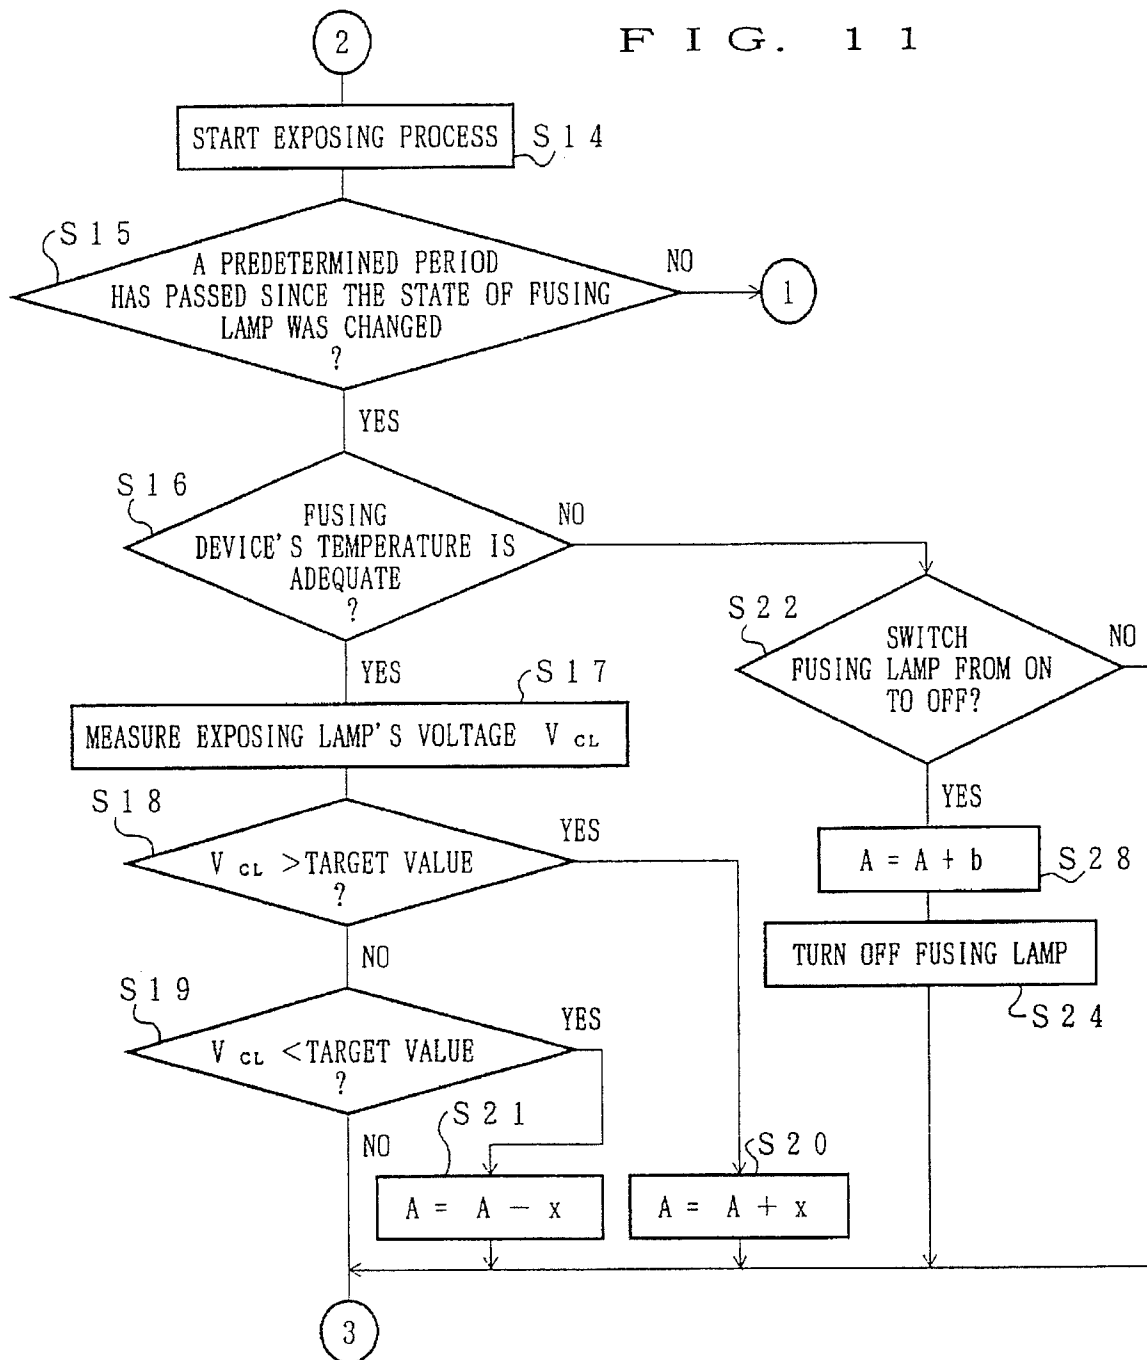 F I G. 1 1
2
START EXPOSING PROCESS
S 1 4
S 1 5
A PREDETERMINED PERIOD
HAS PASSED SINCE THE STATE OF FUSING
LAMP WAS CHANGED
?
NO
1
YES
S 1 6
FUSING
DEVICE'S TEMPERATURE IS
ADEQUATE
?
NO
YES
S 2 2
SWITCH
FUSING LAMP FROM ON
TO OFF?
NO
YES
S 1 7
MEASURE EXPOSING LAMP'S VOLTAGE V CL
S 1 8
V CL > TARGET VALUE
?
YES
NO
A = A + b
S 2 8
TURN OFF FUSING LAMP
S 2 4
S 1 9
V CL < TARGET VALUE
?
YES
NO
S 2 1
A = A − x
S 2 0
A = A + x
3